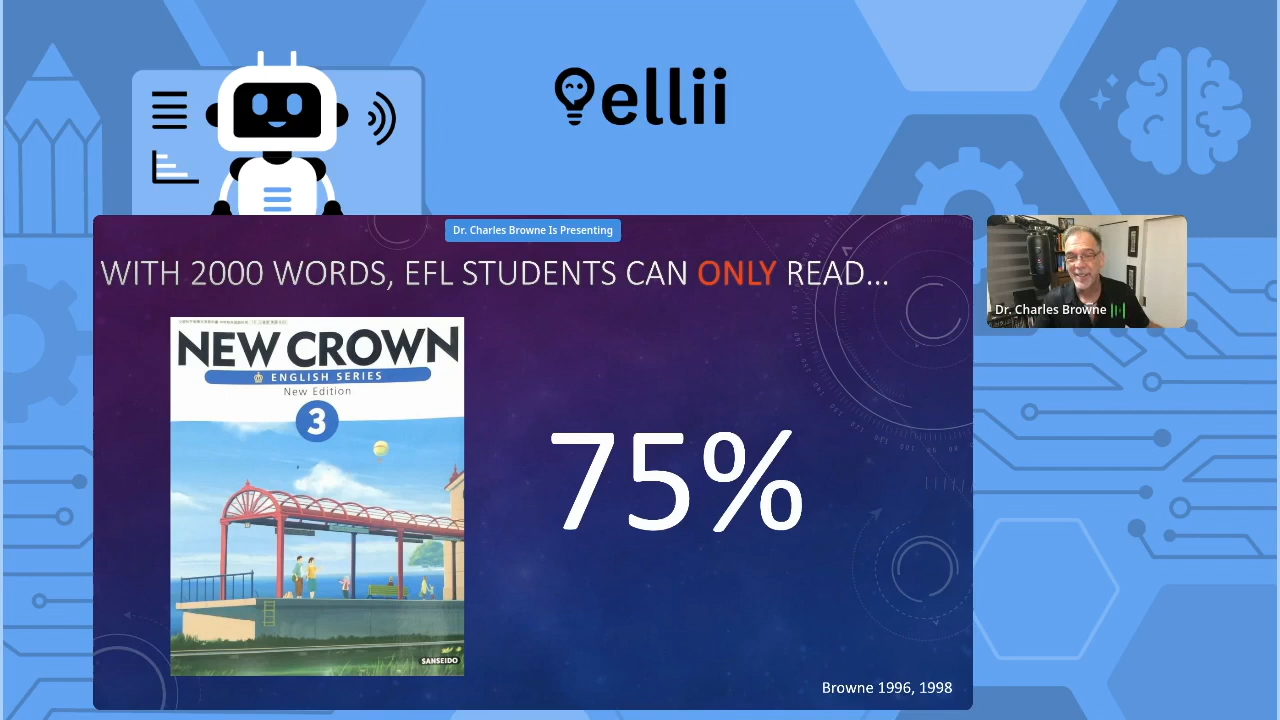 ellii
Dr. Charles Browne Is Presenting
WITH 2000 WORDS, EFL STUDENTS CAN ONLY READ...
NEW CROWN
ENGLISH SERIES
New Edition
3
SANSEIDO
75%
Browne 1996, 1998
Dr. Charles Browne